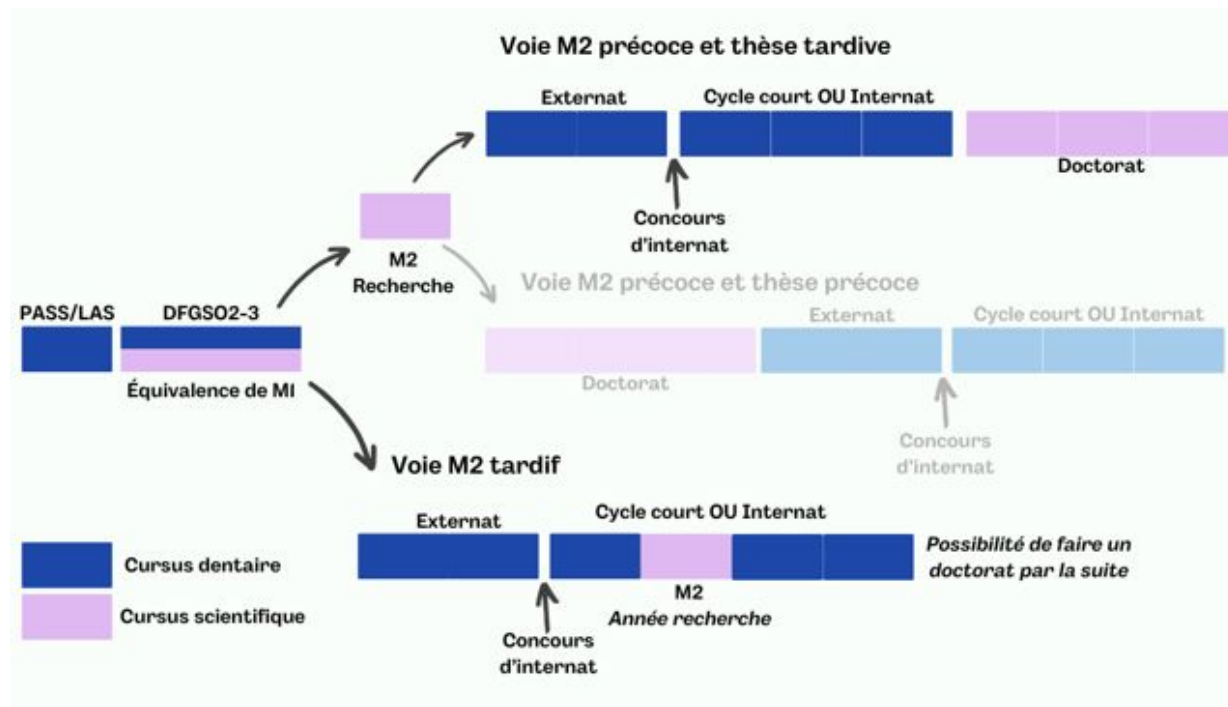 Voie M2 précoce et thèse tardive
Externat
Cycle court OU Internat
Doctorat
Concours
d'internat
M2
Recherche
Voie M2 précoce et thèse précoce
Externat
Cycle court OU Internat
Doctorat
Concours
d'internat
PASS/LAS
DFGSO2-3
Équivalence de M1
Voie M2 tardif
Externat
Cycle court OU Internat
M2
Année recherche
Possibilité de faire un
doctorat par la suite
Concours
d'internat
Cursus dentaire
Cursus scientifique